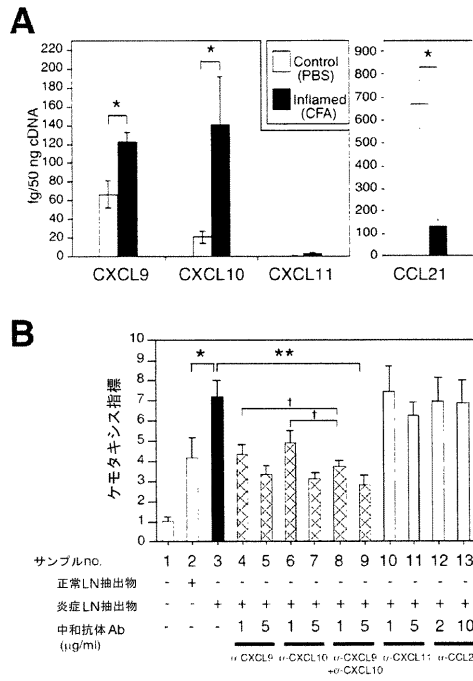 A
fg/50 ng cDNA
220
200
180
160
140
120
100
80
60
40
20
0
*
*
Control
(PBS)
Inflamed
(CFA)
900
800
700
600
500
400
300
200
100
0
*
CXCL9 CXCL10 CXCL11 CCL21
B
ケモタキシス指標
10
9
8
7
6
5
4
3
2
1
0
* **
†
†
サンプルno. 1 2 3 4 5 6 7 8 9 10 11 12 13
正常LN抽出物 - + - - - - - - - - - - -
炎症LN抽出物 - - + + + + + + + + + + +
中和抗体Ab - - - 1 5 1 5 1 5 1 5 2 10
(μg/ml)
α-CXCL9 α-CXCL10 α-CXCL9 α-CXCL11 α-CCL2
+α-CXCL10